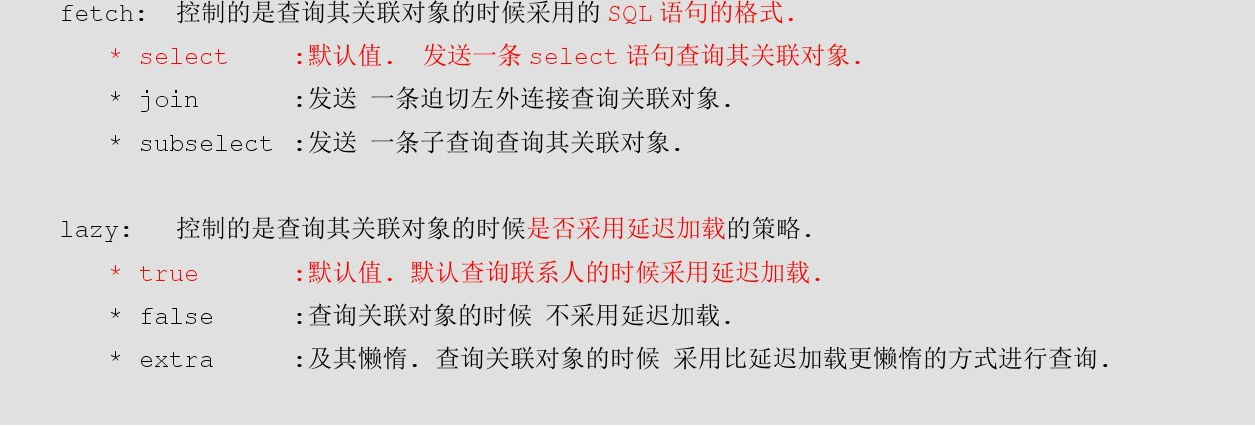 fetch: 控制的是查询其关联对象的时候采用的 SQL 语句的格式.
* select :默认值. 发送一条 select 语句查询其关联对象.
* join :发送 一条迫切左外连接查询关联对象.
* subselect :发送 一条子查询查询其关联对象.
lazy: 控制的是查询其关联对象的时候是否采用延迟加载的策略.
* true :默认值. 默认查询联系人的时候采用延迟加载.
* false :查询关联对象的时候 不采用延迟加载.
* extra :及其懒惰. 查询关联对象的时候 采用比延迟加载更懒惰的方式进行查询.